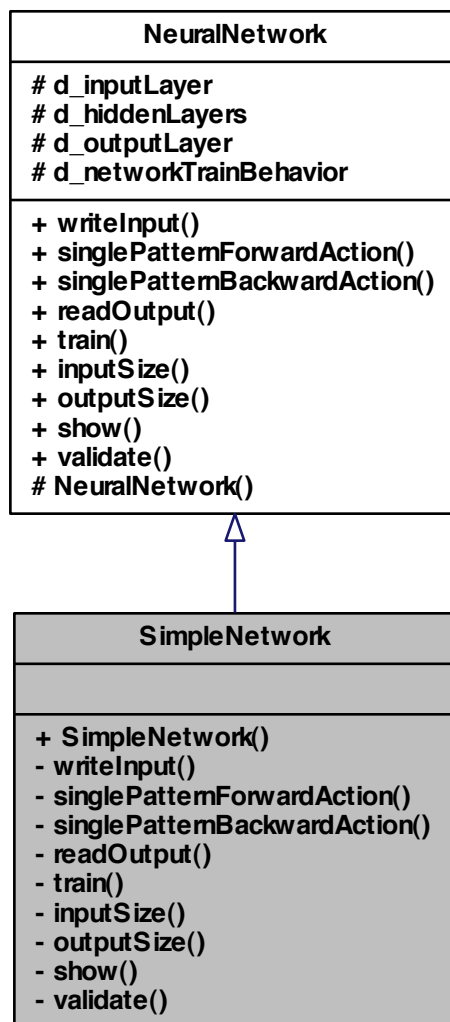 NeuralNetwork
# d_inputLayer
# d_hiddenLayers
# d_outputLayer
# d_networkTrainBehavior
+ writeInput()
+ singlePatternForwardAction()
+ singlePatternBackwardAction()
+ readOutput()
+ train()
+ inputSize()
+ outputSize()
+ show()
+ validate()
# NeuralNetwork()
SimpleNetwork
+ SimpleNetwork()
- writeInput()
- singlePatternForwardAction()
- singlePatternBackwardAction()
- readOutput()
- train()
- inputSize()
- outputSize()
- show()
- validate()